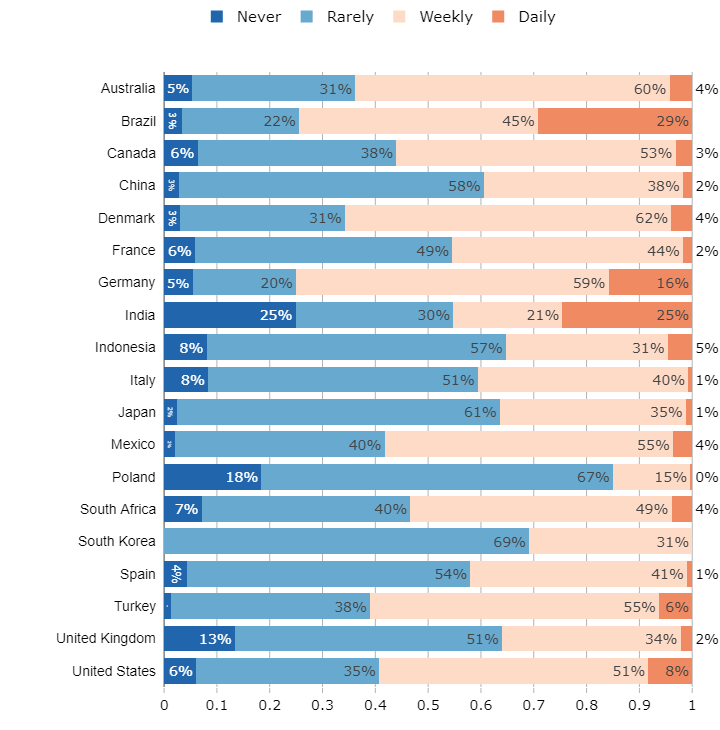 Never Rarely Weekly Daily
Australia 5% 31% 60% 4%
Brazil 3% 22% 45% 29%
Canada 6% 38% 53% 3%
China 3% 58% 38% 2%
Denmark 3% 31% 62% 4%
France 6% 49% 44% 2%
Germany 5% 20% 59% 16%
India 25% 30% 21% 25%
Indonesia 8% 57% 31% 5%
Italy 8% 51% 40% 1%
Japan 2% 61% 35% 1%
Mexico 2% 40% 55% 4%
Poland 18% 67% 15% 0%
South Africa 7% 40% 49% 4%
South Korea 69% 31%
Spain 4% 54% 41% 1%
Turkey 38% 55% 6%
United Kingdom 13% 51% 34% 2%
United States 6% 35% 51% 8%
0 0.1 0.2 0.3 0.4 0.5 0.6 0.7 0.8 0.9 1